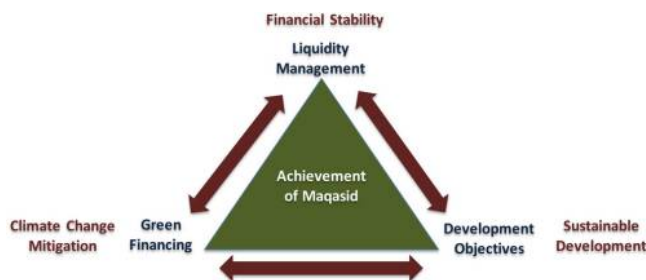 Financial Stability
Liquidity
Management
Achievement
of Maqasid
Climate Change
Mitigation
Green
Financing
Development
Objectives
Sustainable
Development